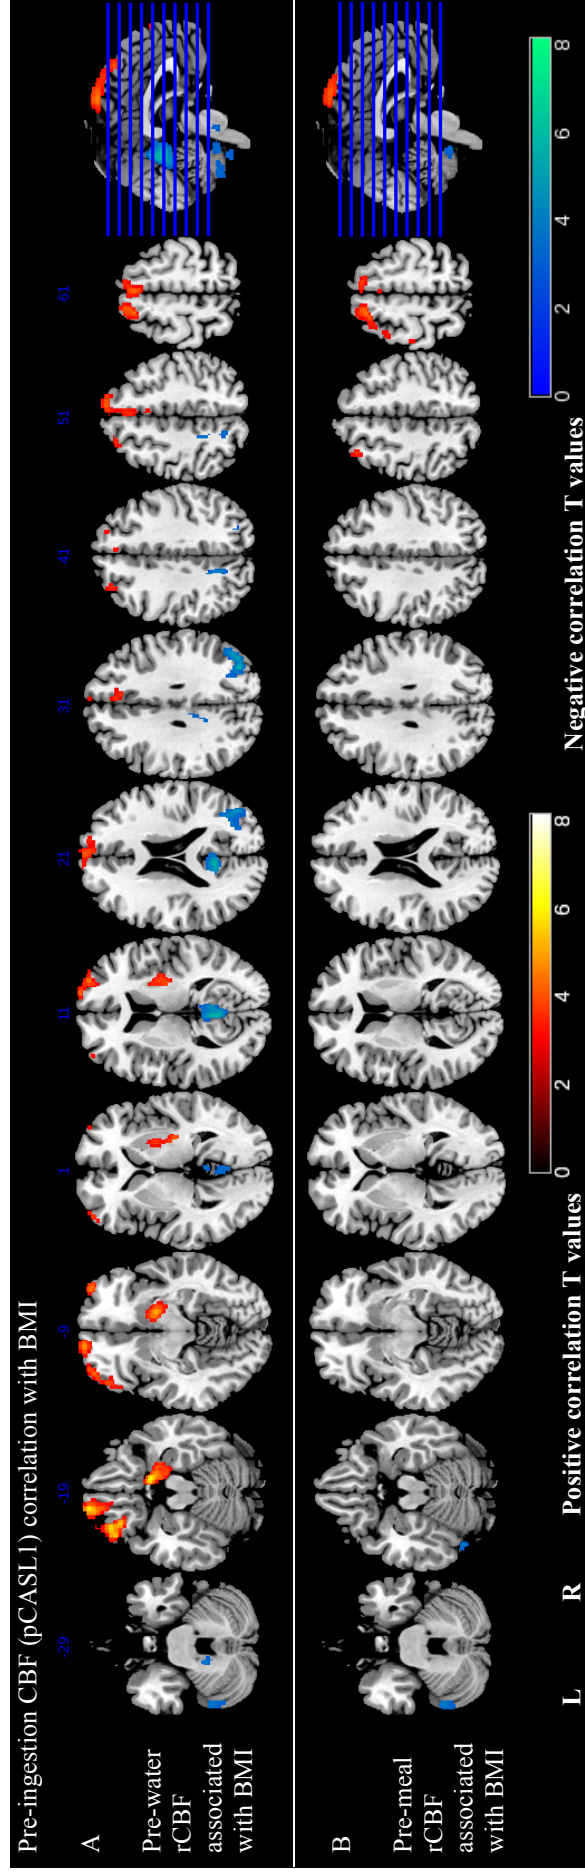 Pre-ingestion CBF (pCASL1) correlation with BMI
A
-29
-19
-9
1
11
21
31
41
51
61
Pre-water
rCBF
associated
with BMI
B
Pre-meal
rCBF
associated
with BMI
L
R
Positive correlation T values
0
2
4
6
8
Negative correlation T values
0
2
4
6
8